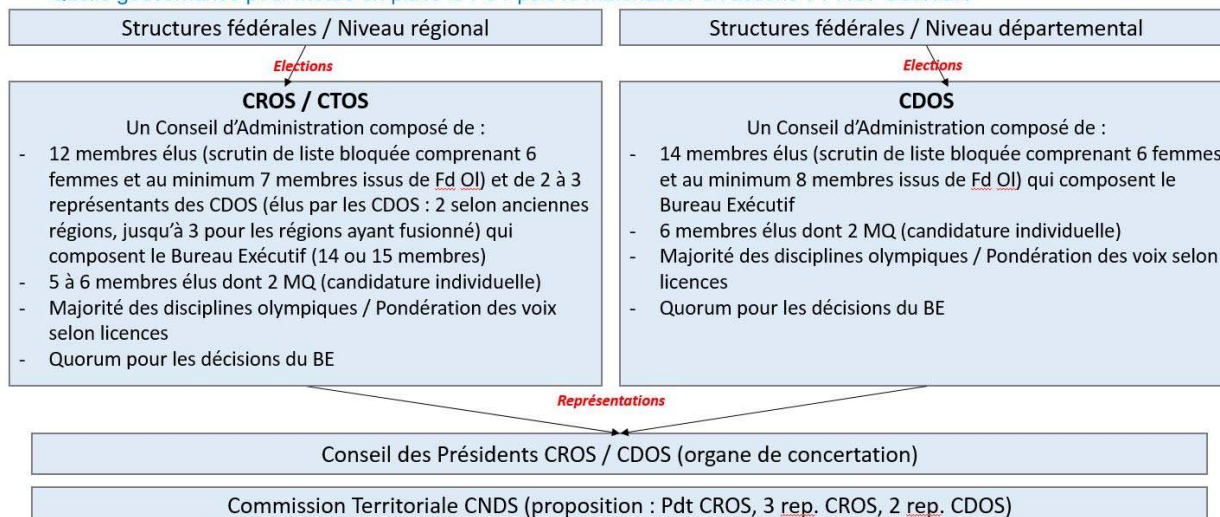 Structures fédérales / Niveau régional
Elections
CROS / CTOS
Un Conseil d'Administration composé de :
- 12 membres élus (scrutin de liste bloquée comprenant 6
femmes et au minimum 7 membres issus de Fd Ol) et de 2 à 3
représentants des CDOS (élus par les CDOS : 2 selon anciennes
régions, jusqu'à 3 pour les régions ayant fusionné) qui
composent le Bureau Exécutif (14 ou 15 membres)
- 5 à 6 membres élus dont 2 MQ (candidature individuelle)
- Majorité des disciplines olympiques / Pondération des voix
selon licences
- Quorum pour les décisions du BE
Structures fédérales / Niveau départemental
Elections
CDOS
Un Conseil d'Administration composé de :
- 14 membres élus (scrutin de liste bloquée comprenant 6 femmes
et au minimum 8 membres issus de Fd Ol) qui composent le
Bureau Exécutif
- 6 membres élus dont 2 MQ (candidature individuelle)
- Majorité des disciplines olympiques / Pondération des voix selon
licences
- Quorum pour les décisions du BE
Représentations
Conseil des Présidents CROS / CDOS (organe de concertation)
Commission Territoriale CNDS (proposition : Pdt CROS, 3 rep. CROS, 2 rep. CDOS)